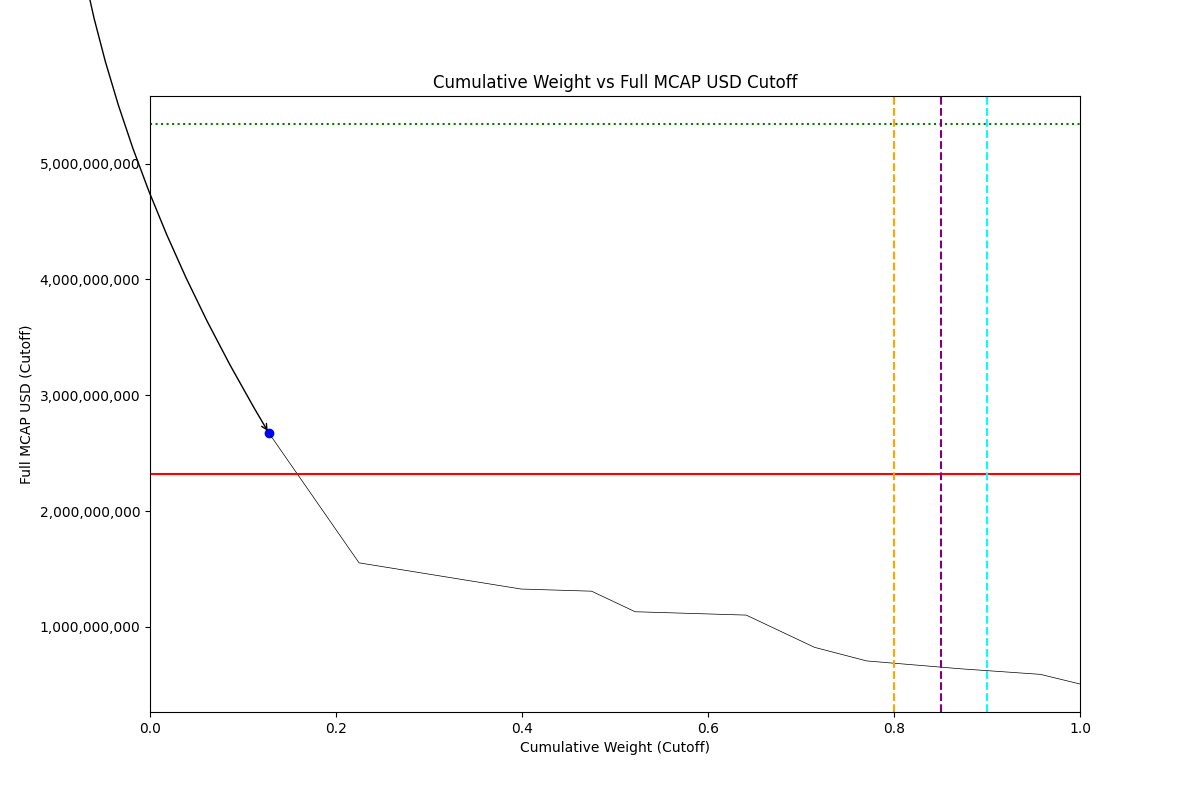 Cumulative Weight vs Full MCAP USD Cutoff
5,000,000,000
4,000,000,000
3,000,000,000
2,000,000,000
1,000,000,000
Full MCAP USD (Cutoff)
0.0 0.2 0.4 0.6 0.8 1.0
Cumulative Weight (Cutoff)